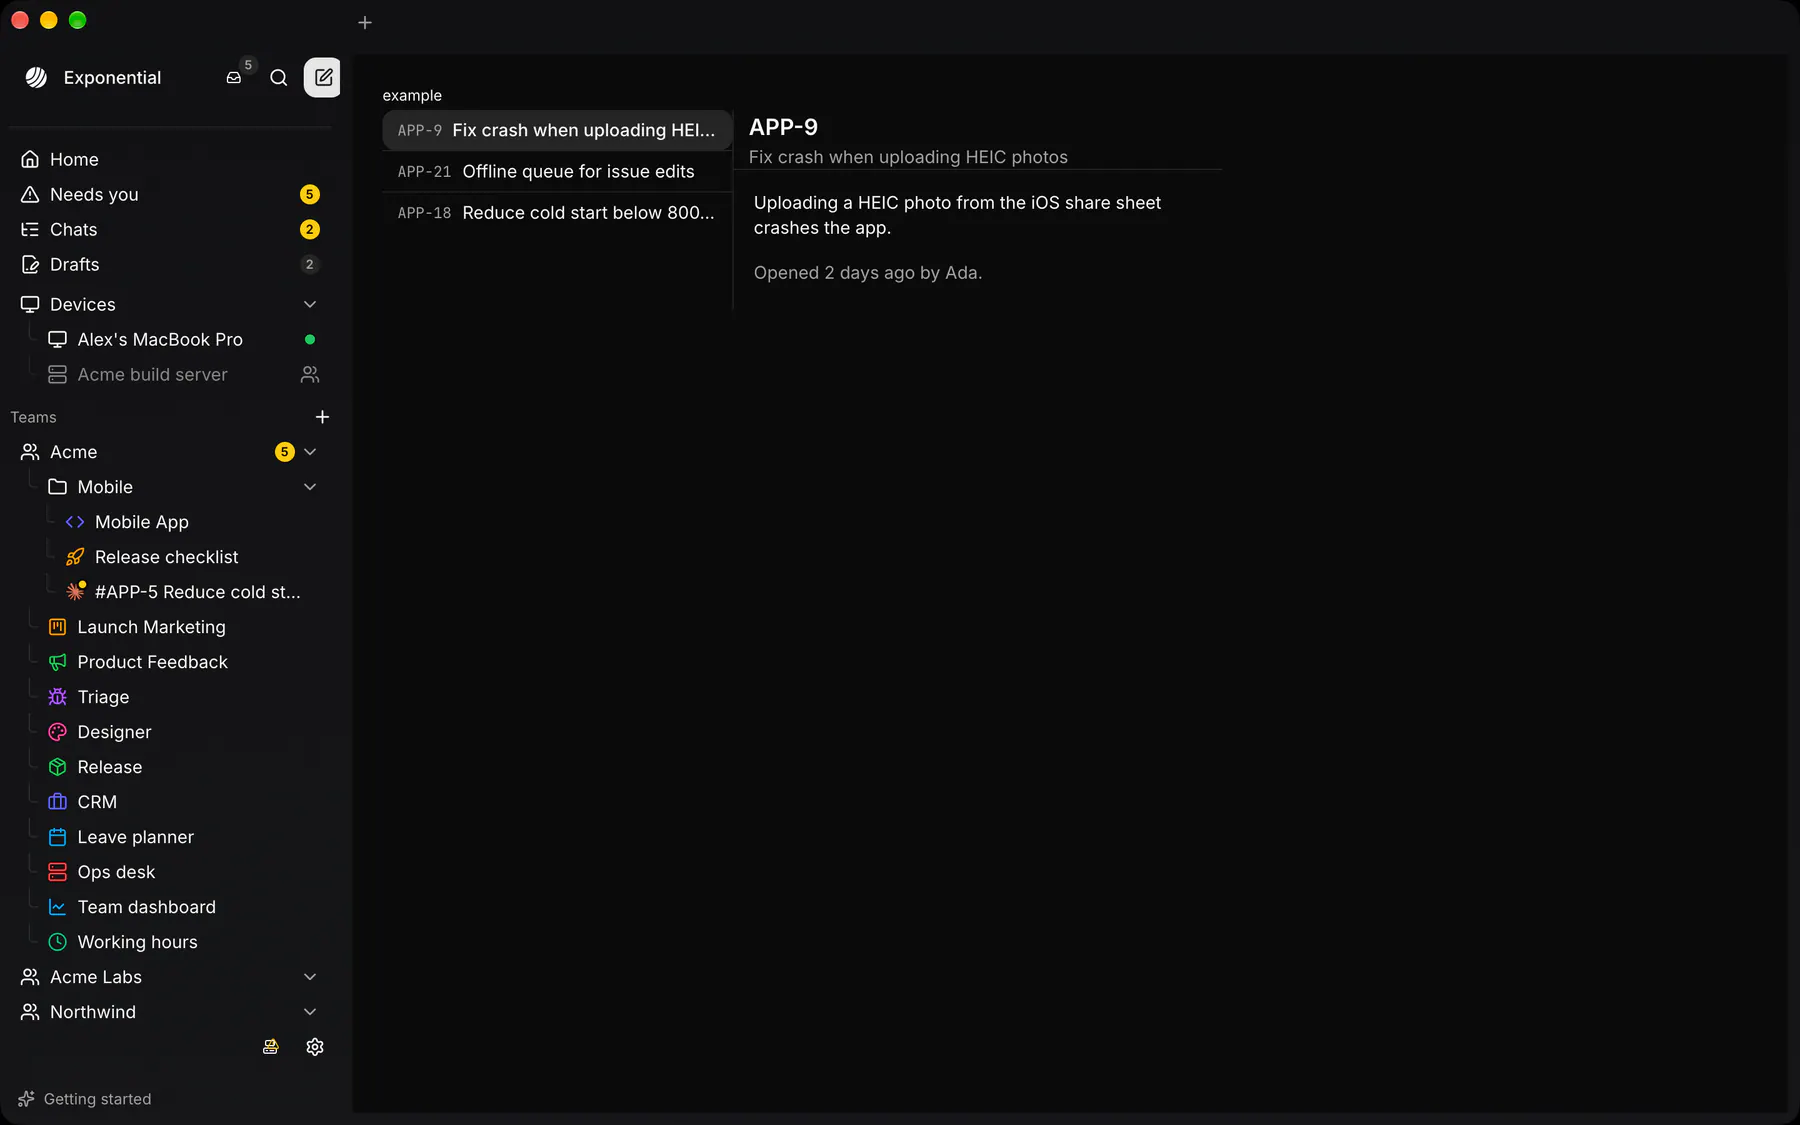 Exponential
5
Home
Needs you
5
Chats
2
Drafts
2
Devices
Alex's MacBook Pro
Acme build server
Teams
Acme
5
Mobile
Mobile App
Release checklist
#APP-5 Reduce cold st...
Launch Marketing
Product Feedback
Triage
Designer
Release
CRM
Leave planner
Ops desk
Team dashboard
Working hours
Acme Labs
Northwind
Getting started
example
APP-9 Fix crash when uploading HEI...
APP-21 Offline queue for issue edits
APP-18 Reduce cold start below 800...
APP-9
Fix crash when uploading HEIC photos
Uploading a HEIC photo from the iOS share sheet
crashes the app.
Opened 2 days ago by Ada.